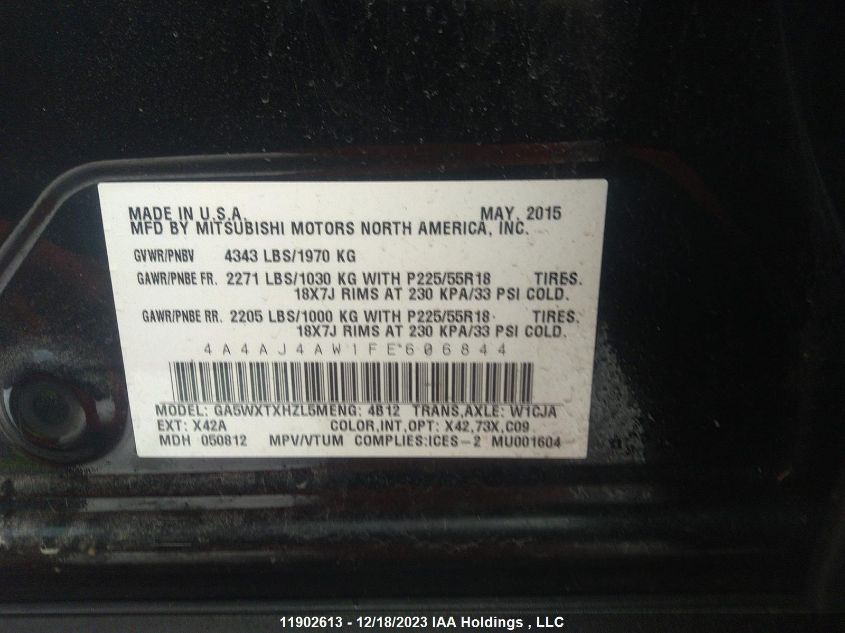 MADE IN U.S.A. MAY, 2015
MFD BY MITSUBISHI MOTORS NORTH AMERICA, INC.
GVWR/PNBV 4343 LBS/1970 KG
GAWR/PNBE FR. 2271 LBS/1030 KG WITH P225/55R18 TIRES.
18X7J RIMS AT 230 KPA/33 PSI COLD.
GAWR/PNBE RR. 2205 LBS/1000 KG WITH P225/55R18 TIRES.
18X7J RIMS AT 230 KPA/33 PSI COLD.
4A4AJ4AW1FE606844
MODEL: GA5WXTXHZL5M ENG: 4B12 TRANS,AXLE: W1CJA
EXT: X42A COLOR,INT,OPT: X42,73X,C09
MDH 050812 MPV/VTUM COMPLIES:ICES-2 MU001604
11902613 - 12/18/2023 IAA Holdings , LLC